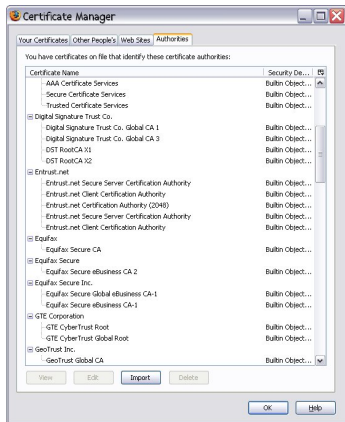 Certificate Manager
Your Certificates Other People's Web Sites Authorities
You have certificates on file that identify these certificate authorities:
Certificate Name Security De...
AAA Certificate Services Builtin Object...
Secure Certificate Services Builtin Object...
Trusted Certificate Services Builtin Object...
Digital Signature Trust Co.
Digital Signature Trust Co. Global CA 1 Builtin Object...
Digital Signature Trust Co. Global CA 3 Builtin Object...
DST RootCA X1 Builtin Object...
DST RootCA X2 Builtin Object...
Entrust.net
Entrust.net Secure Server Certification Authority Builtin Object...
Entrust.net Client Certification Authority Builtin Object...
Entrust.net Certification Authority (2048) Builtin Object...
Entrust.net Secure Server Certification Authority Builtin Object...
Entrust.net Client Certification Authority Builtin Object...
Equifax
Equifax Secure CA Builtin Object...
Equifax Secure
Equifax Secure eBusiness CA 2 Builtin Object...
Equifax Secure Inc.
Equifax Secure Global eBusiness CA-1 Builtin Object...
Equifax Secure eBusiness CA-1 Builtin Object...
GTE Corporation
GTE CyberTrust Root Builtin Object...
GTE CyberTrust Global Root Builtin Object...
GeoTrust Inc.
GeoTrust Global CA Builtin Object...
View Edit Import Delete
OK Help